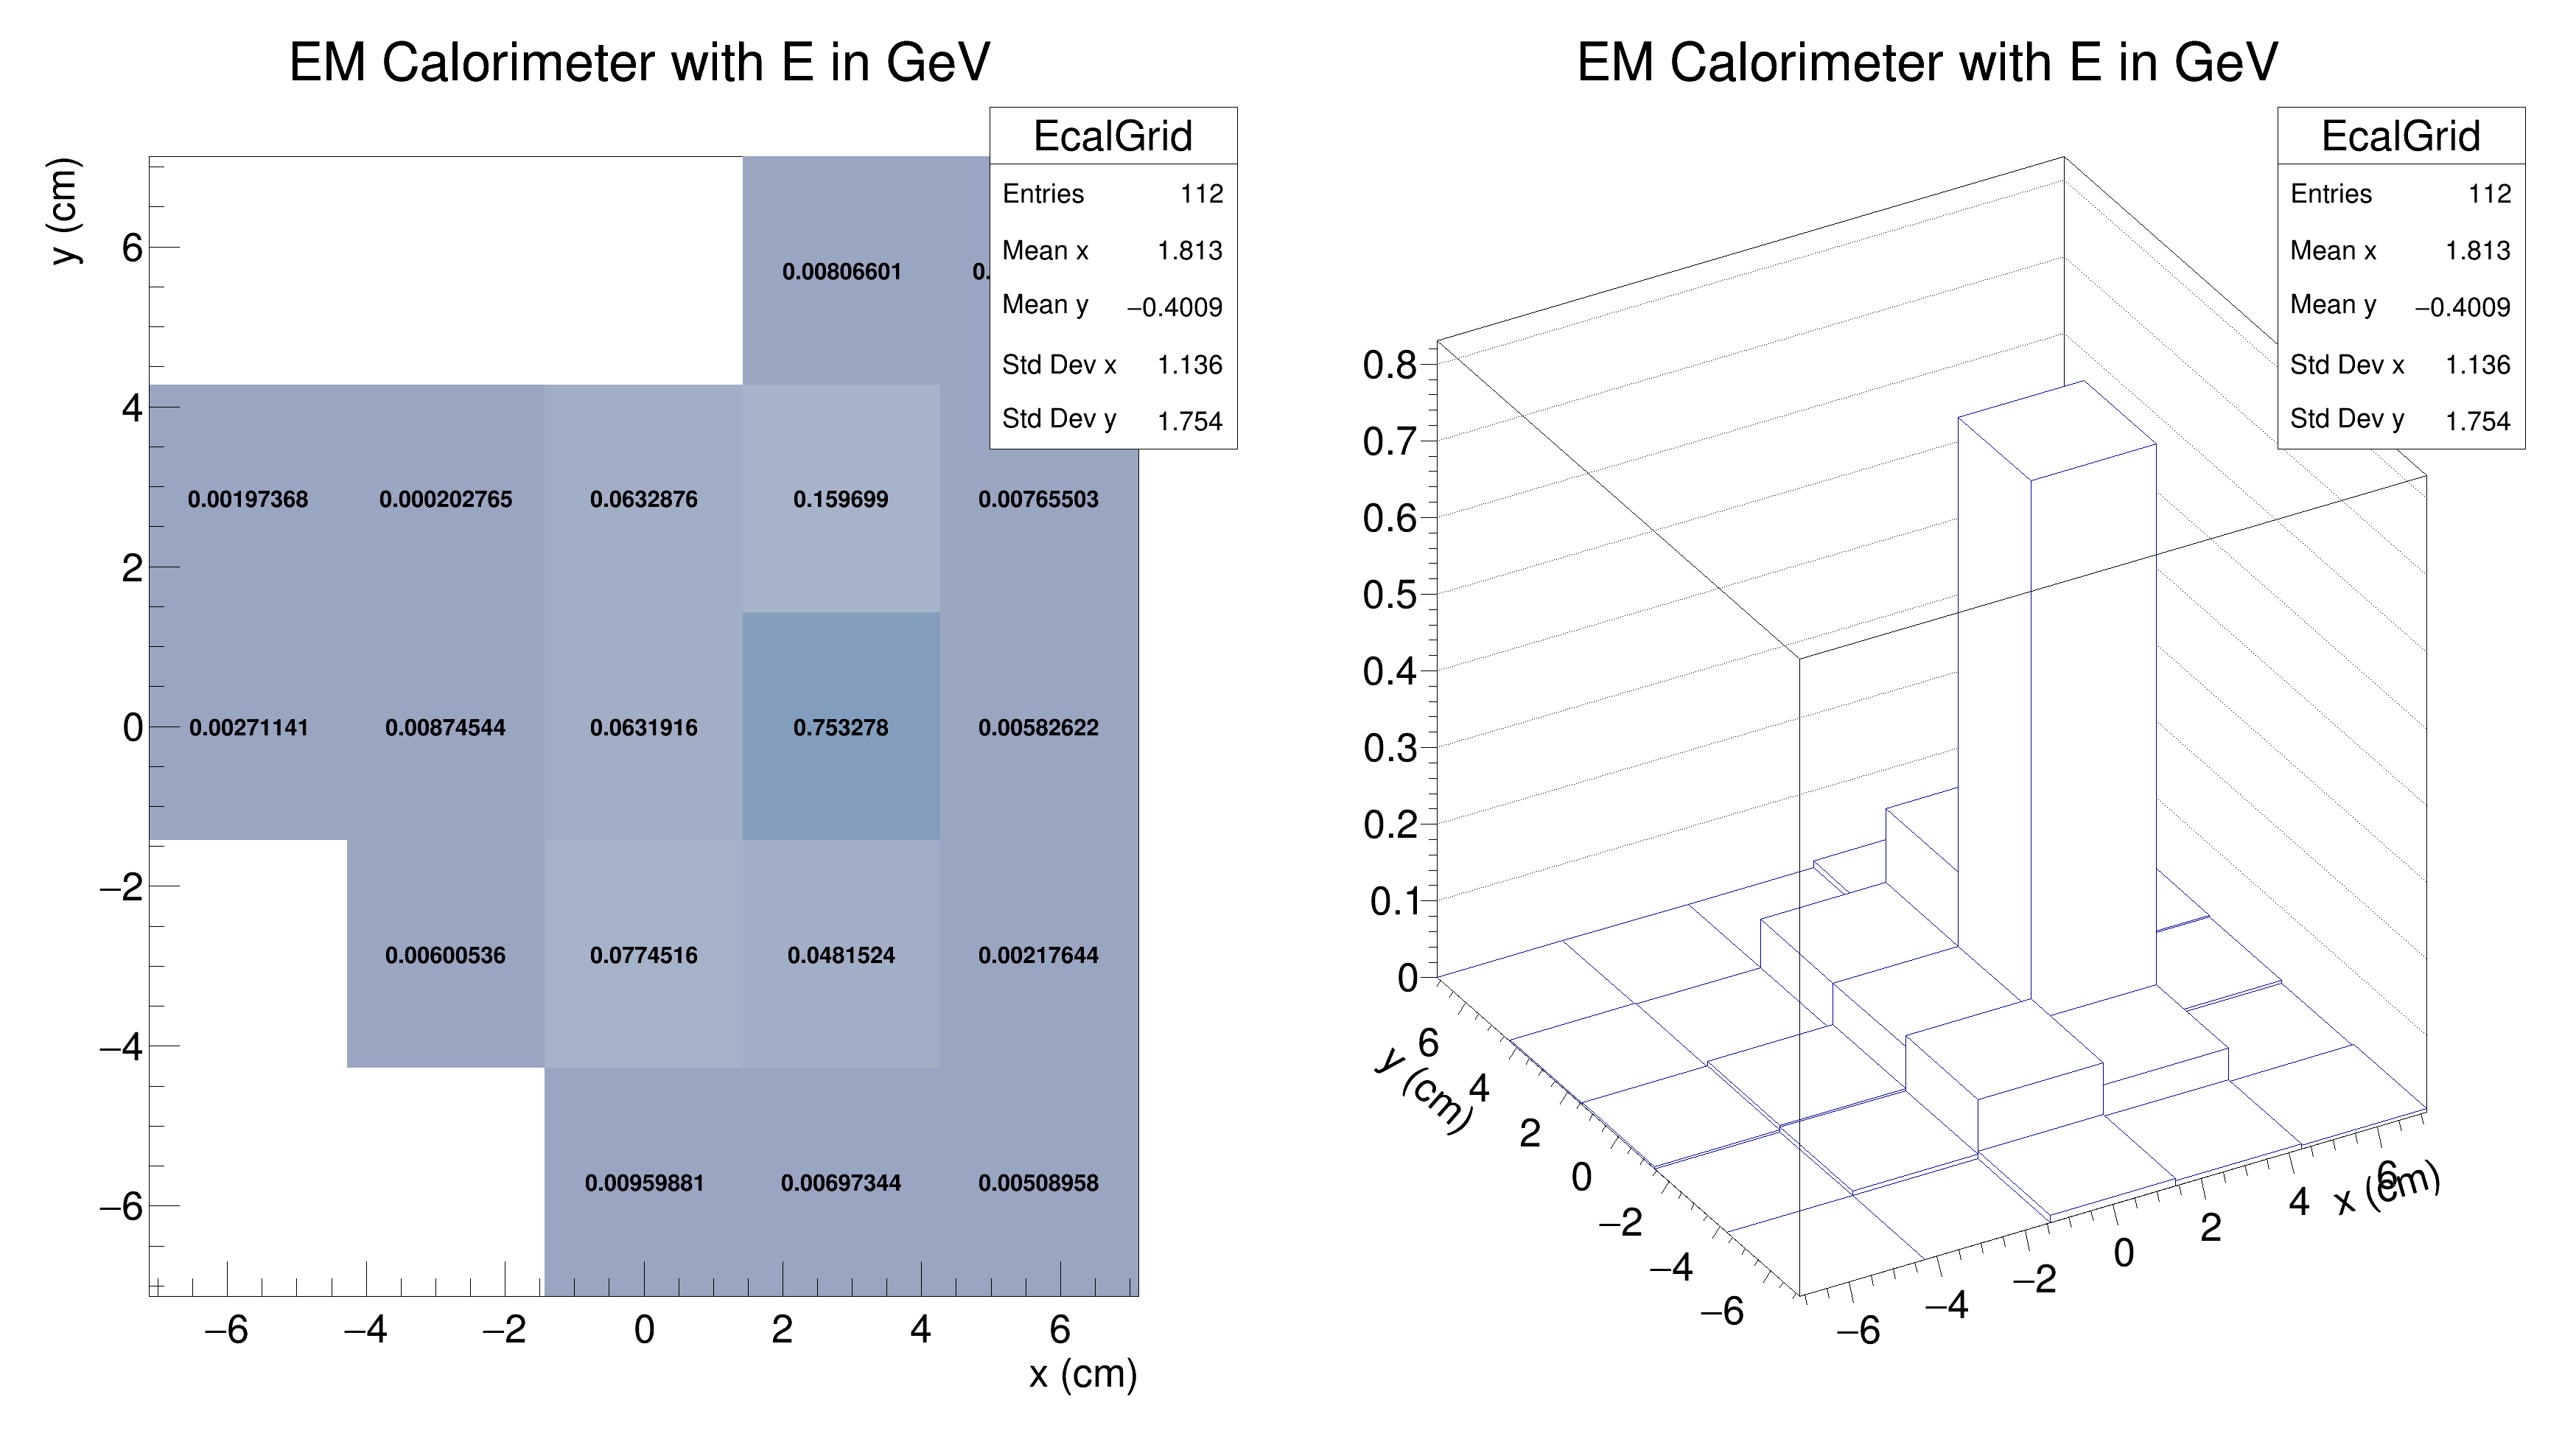 EM Calorimeter with E in GeV
EcalGrid
Entries 112
Mean x 1.813
Mean y −0.4009
Std Dev x 1.136
Std Dev y 1.754
y (cm)
6
4
2
0
−2
−4
−6
0.00806601 0.
0.00197368 0.000202765 0.0632876 0.159699 0.00765503
0.00271141 0.00874544 0.0631916 0.753278 0.00582622
0.00600536 0.0774516 0.0481524 0.00217644
0.00959881 0.00697344 0.00508958
−6 −4 −2 0 2 4 6
x (cm)
EM Calorimeter with E in GeV
EcalGrid
Entries 112
Mean x 1.813
Mean y −0.4009
Std Dev x 1.136
Std Dev y 1.754
0.8
0.7
0.6
0.5
0.4
0.3
0.2
0.1
0
y (cm)
6
4
2
0
−2
−4
−6
−6 −4 −2 0 2 4 6
x (cm)